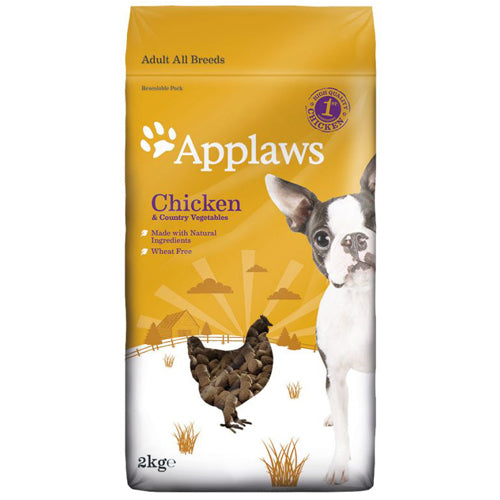 Adult All Breeds
Resealable Pack
HIGH QUALITY
1st
CHICKEN
Applaws
Chicken
& Country Vegetables
Made with Natural
Ingredients
Wheat Free
2kg℮